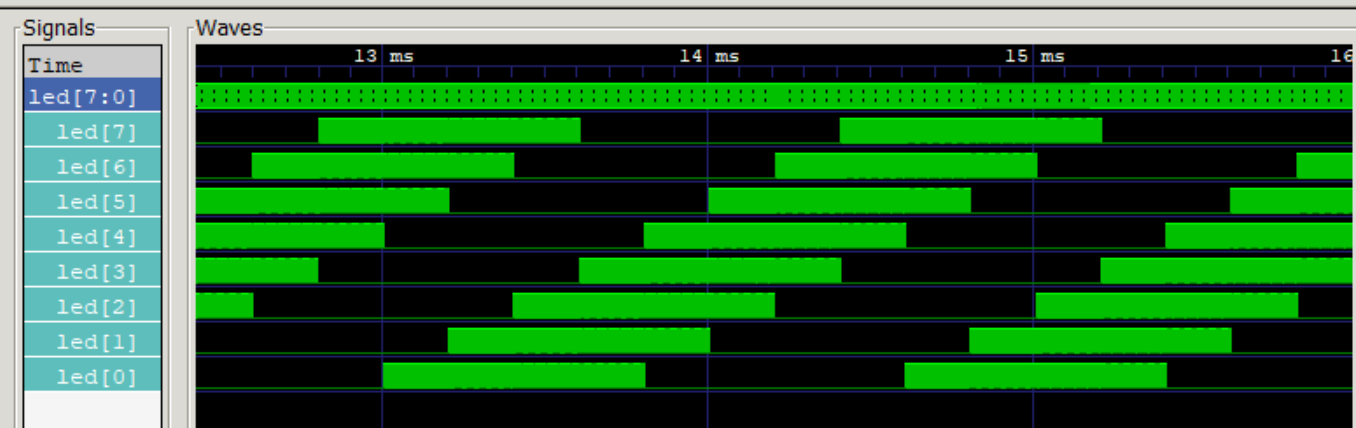 Signals
Waves
Time
13 ms
14 ms
15 ms
16
led[7:0]
led[7]
led[6]
led[5]
led[4]
led[3]
led[2]
led[1]
led[0]